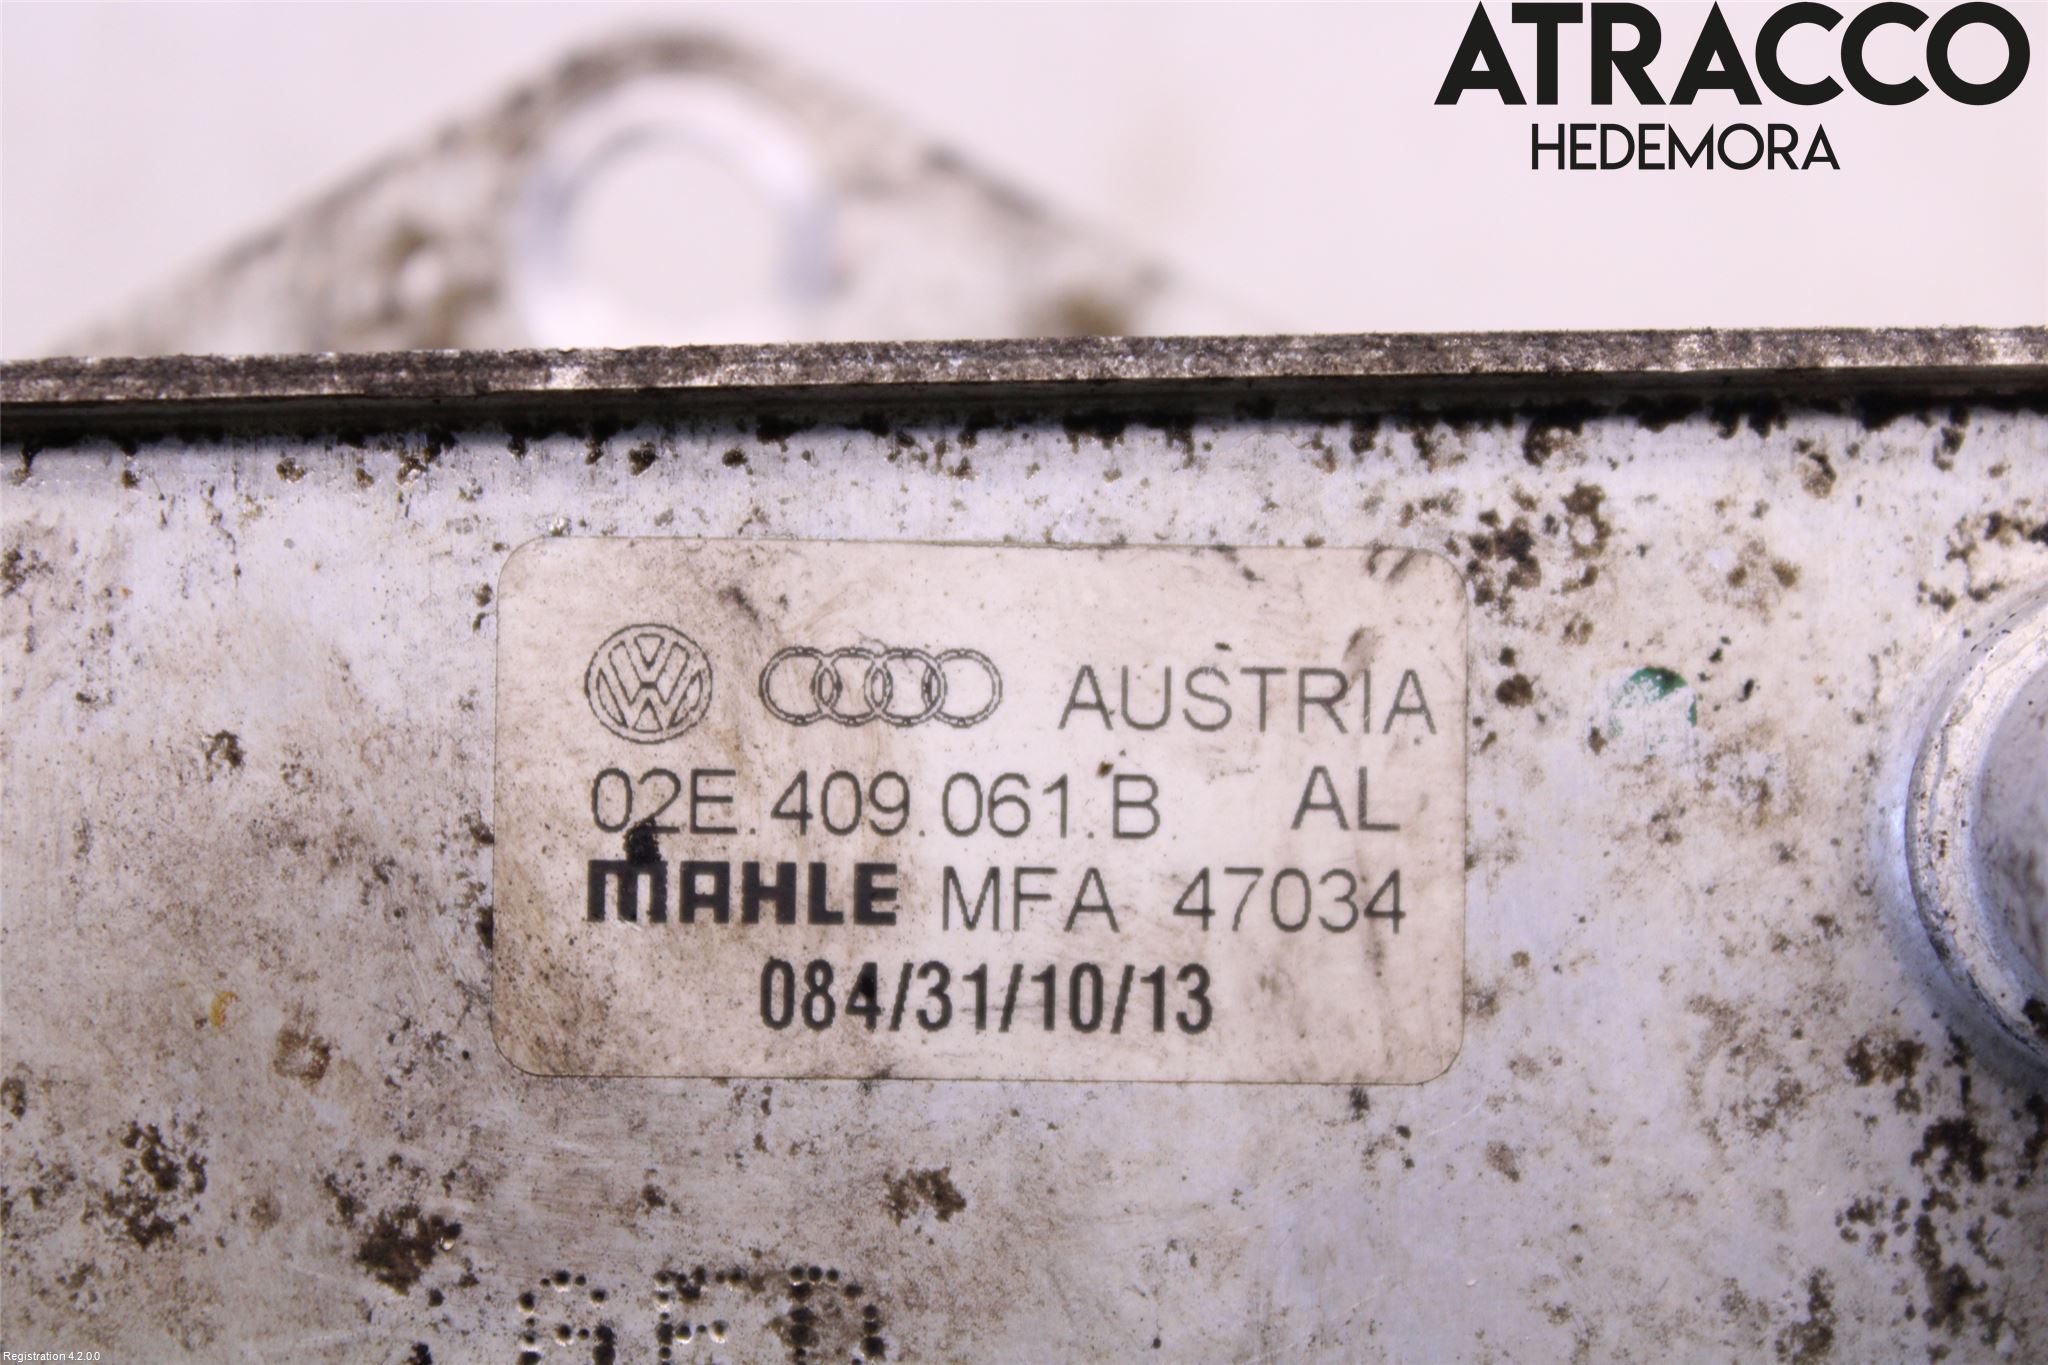 ATRACCO
HEDEMORA
AUSTRIA
02E.409.061.B. AL
MAHLE MFA 47034
084/31/10/13
Registration 4.2.0.0